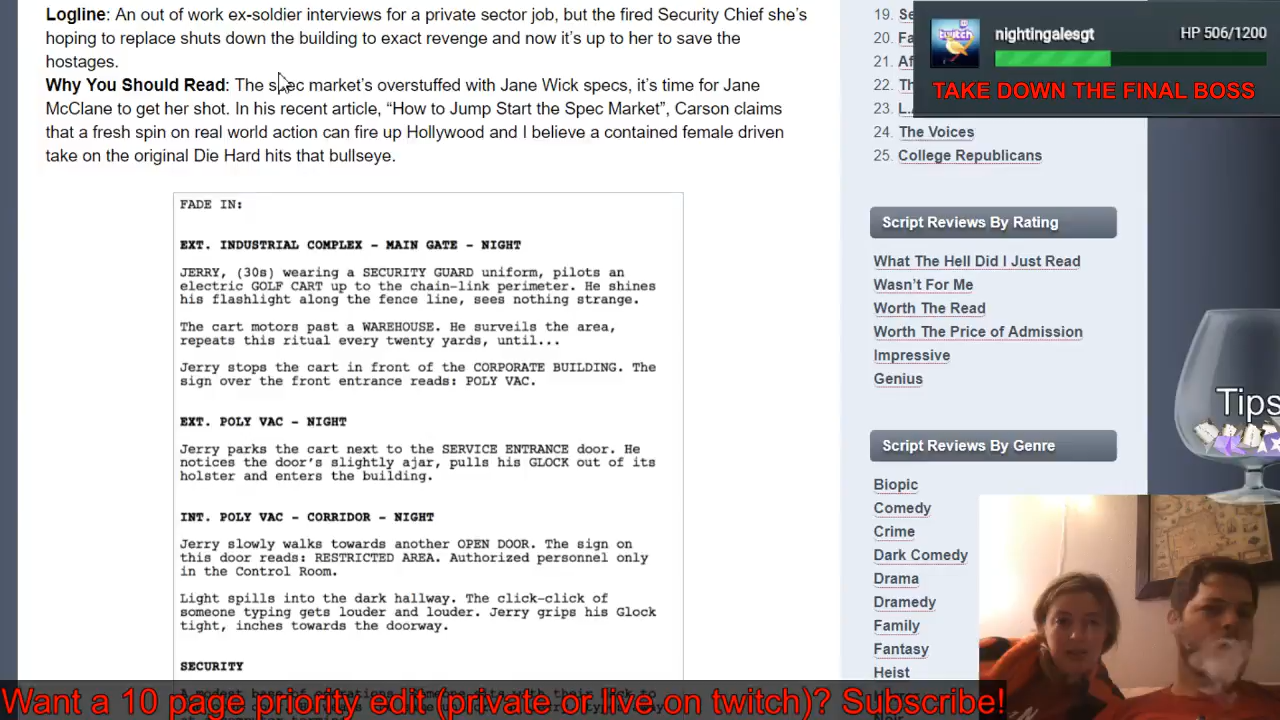 Logline: An out of work ex-soldier interviews for a private sector job, but the fired Security Chief she's
hoping to replace shuts down the building to exact revenge and now it's up to her to save the
hostages.
Why You Should Read: The spec market's overstuffed with Jane Wick specs, it's time for Jane
McClane to get her shot. In his recent article, “How to Jump Start the Spec Market”, Carson claims
that a fresh spin on real world action can fire up Hollywood and I believe a contained female driven
take on the original Die Hard hits that bullseye.
FADE IN:
EXT. INDUSTRIAL COMPLEX - MAIN GATE - NIGHT
JERRY, (30s) wearing a SECURITY GUARD uniform, pilots an
electric GOLF CART up to the chain-link perimeter. He shines
his flashlight along the fence line, sees nothing strange.
The cart motors past a WAREHOUSE. He surveils the area,
repeats this ritual every twenty yards, until...
Jerry stops the cart in front of the CORPORATE BUILDING. The
sign over the front entrance reads: POLY VAC.
EXT. POLY VAC - NIGHT
Jerry parks the cart next to the SERVICE ENTRANCE door. He
notices the door's slightly ajar, pulls his GLOCK out of its
holster and enters the building.
INT. POLY VAC - CORRIDOR - NIGHT
Jerry slowly walks towards another OPEN DOOR. The sign on
this door reads: RESTRICTED AREA. Authorized personnel only
in the Control Room.
Light spills into the dark hallway. The click-click of
someone typing gets louder and louder. Jerry grips his Glock
tight, inches towards the doorway.
SECURITY
19.
20.
21.
22.
23.
24. The Voices
25. College Republicans
Script Reviews By Rating
What The Hell Did I Just Read
Wasn't For Me
Worth The Read
Worth The Price of Admission
Impressive
Genius
Script Reviews By Genre
Biopic
Comedy
Crime
Dark Comedy
Drama
Dramedy
Family
Fantasy
Heist
twitch
nightingalesgt
HP 506/1200
TAKE DOWN THE FINAL BOSS
Tips
Want a 10 page priority edit (private or live on twitch)? Subscribe!